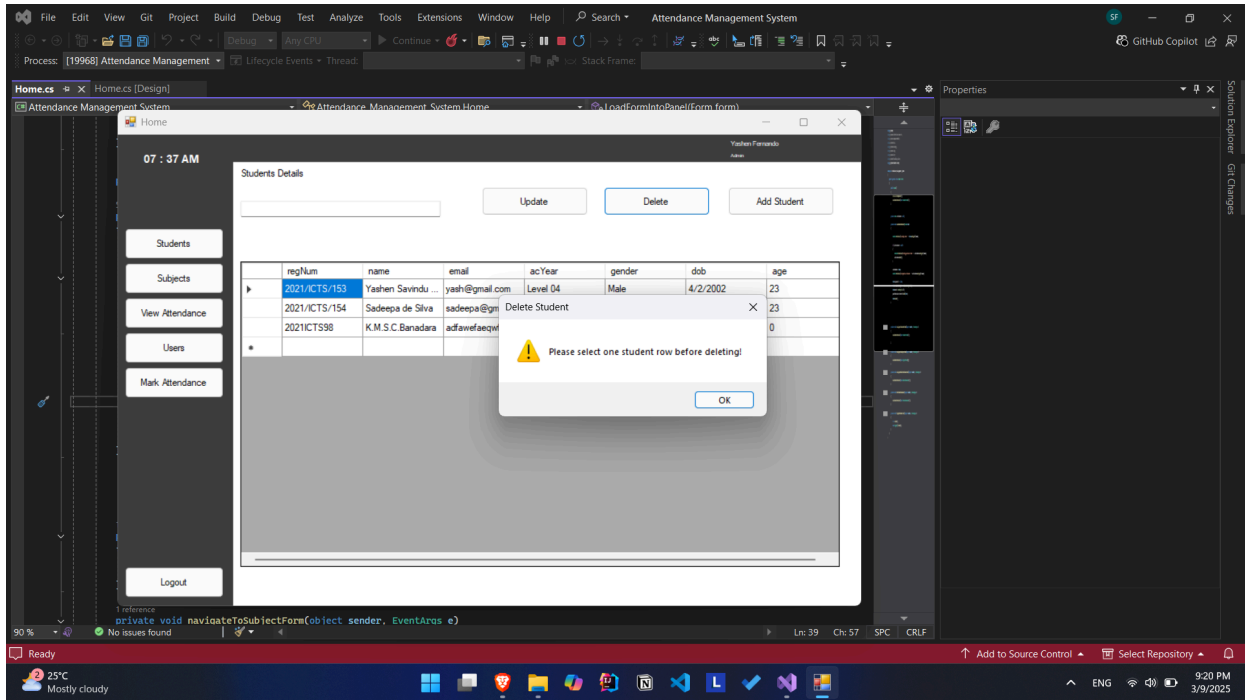 File Edit View Git Project Build Debug Test Analyze Tools Extensions Window Help Search Attendance Management System SF
Debug Any CPU Continue GitHub Copilot
Process: [19968] Attendance Management Lifecycle Events Thread: Stack Frame:
Home.cs Home.cs [Design] Properties
Attendance Management System Attendance_Management_System.Home LoadFormIntoPanel(Form form)
Solution Explorer
Git Changes
Home
Yashen Fernando
Admin
07 : 37 AM
Students Details
Update Delete Add Student
Students
Subjects
View Attendance
Users
Mark Attendance
Logout
regNum name email acYear gender dob age
2021/ICTS/153 Yashen Savindu ... yash@gmail.com Level 04 Male 4/2/2002 23
2021/ICTS/154 Sadeepa de Silva sadeepa@gm 23
2021ICTS98 K.M.S.C.Banadara 0
Delete Student
Please select one student row before deleting!
OK
1 reference
private void navigateToSubjectForm(object sender, EventArgs e)
90 % No issues found Ln: 39 Ch: 57 SPC CRLF
Ready Add to Source Control Select Repository
2 25°C
Mostly cloudy
L
ENG 9:20 PM
3/9/2025